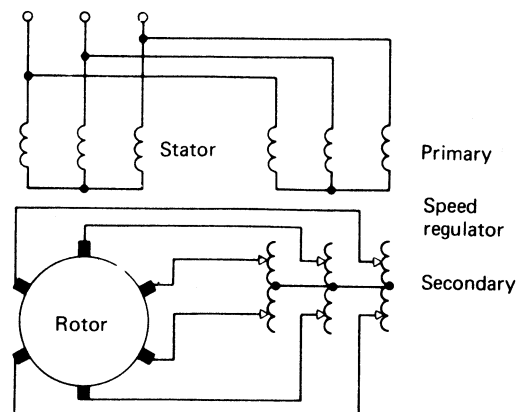 Stator
Primary
Speed
regulator
Secondary
Rotor